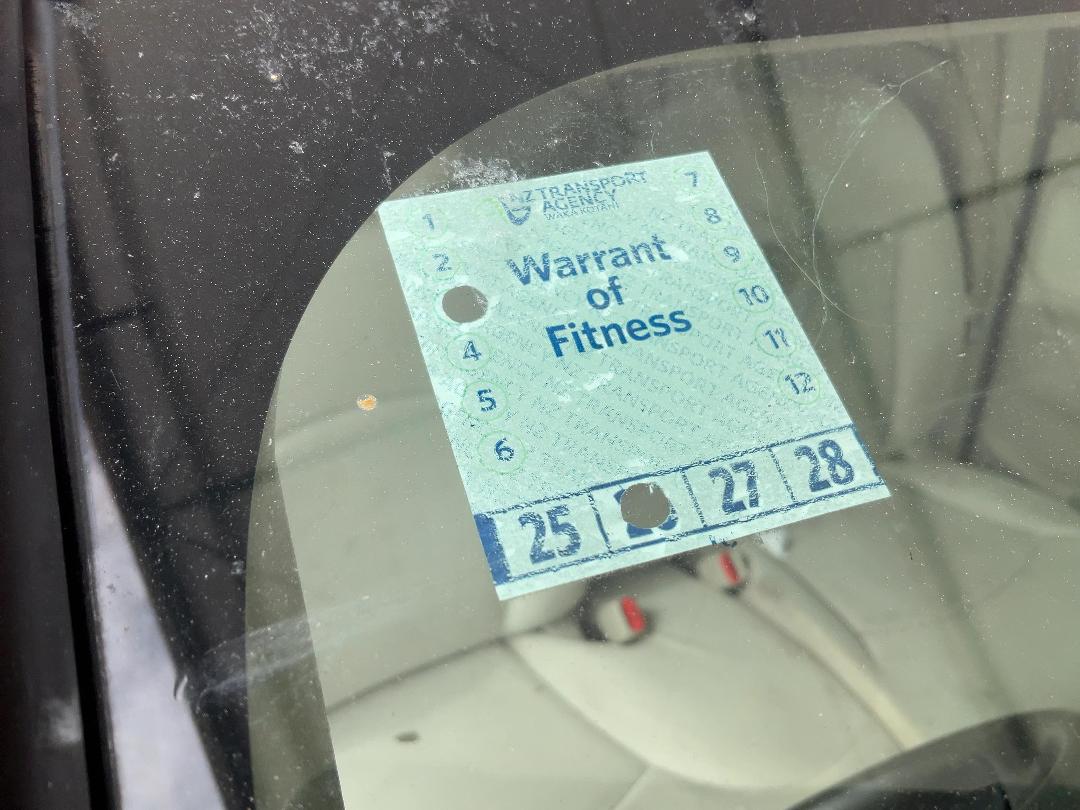 NZ TRANSPORT
AGENCY
WAKA KOTAHI
Warrant
of
Fitness
1
2
4
5
6
7
8
9
10
11
12
25
27
28